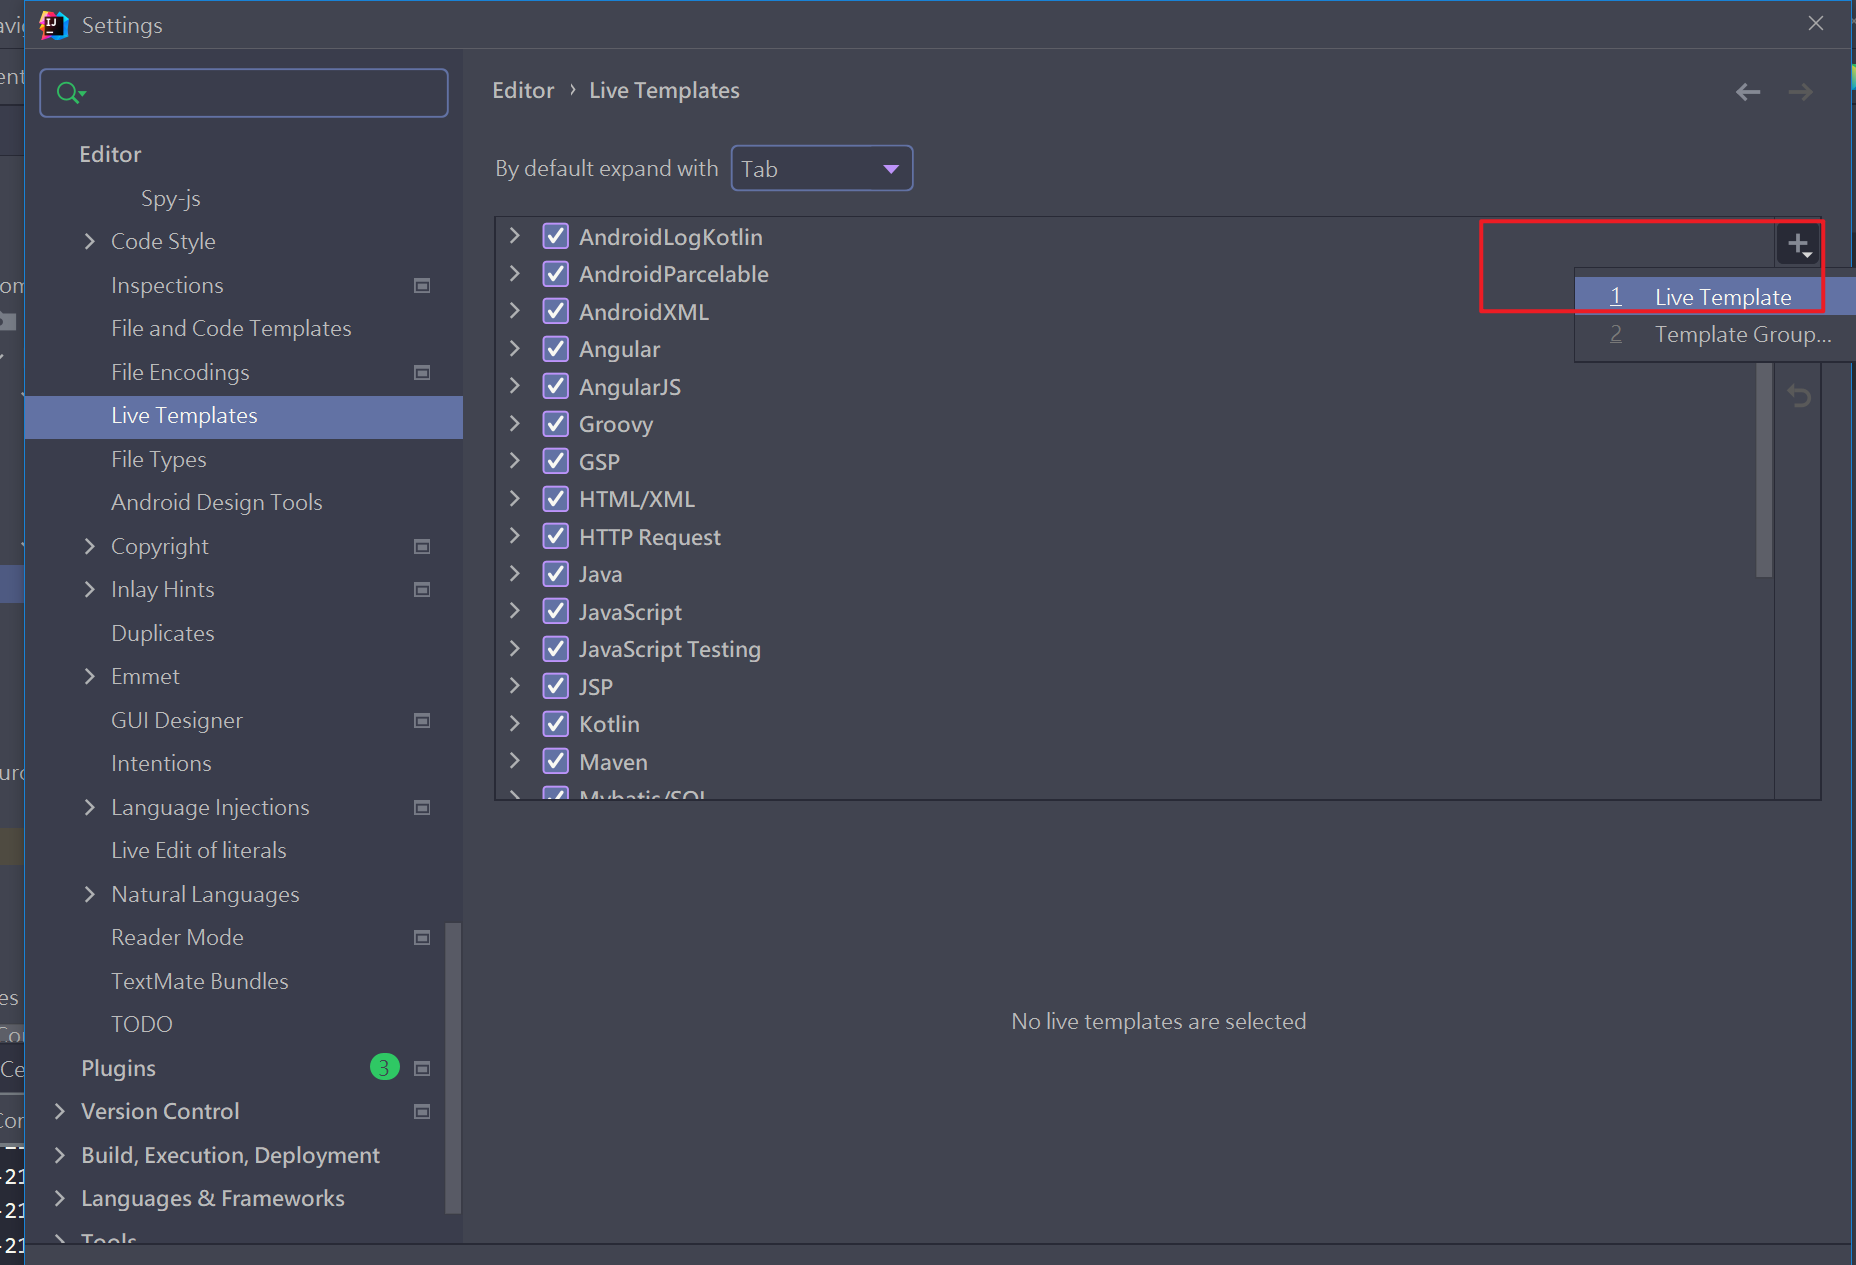 Settings
Editor
Spy-js
Code Style
Inspections
File and Code Templates
File Encodings
Live Templates
File Types
Android Design Tools
Copyright
Inlay Hints
Duplicates
Emmet
GUI Designer
Intentions
Language Injections
Live Edit of literals
Natural Languages
Reader Mode
TextMate Bundles
TODO
Plugins 3
Version Control
Build, Execution, Deployment
Languages & Frameworks
Tools
Editor › Live Templates
By default expand with Tab
AndroidLogKotlin
AndroidParcelable
AndroidXML
Angular
AngularJS
Groovy
GSP
HTML/XML
HTTP Request
Java
JavaScript
JavaScript Testing
JSP
Kotlin
Maven
Mybatis/SQL
1 Live Template
2 Template Group...
No live templates are selected